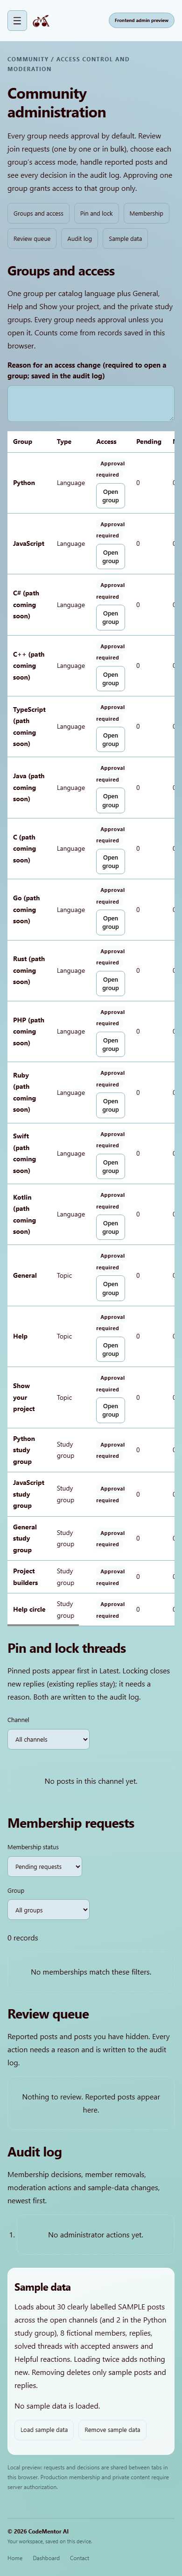 ☰
Frontend admin preview
COMMUNITY / ACCESS CONTROL AND
MODERATION
Community
administration
Every group needs approval by default. Review
join requests (one by one or in bulk), choose each
group's access mode, handle reported posts and
see every decision in the audit log. Approving one
group grants access to that group only.
Groups and access
Pin and lock
Membership
Review queue
Audit log
Sample data
Groups and access
One group per catalog language plus General,
Help and Show your project, and the private study
groups. Every group needs approval unless you
open it. Counts come from records saved in this
browser.
Reason for an access change (required to open a
group; saved in the audit log)
Group Type Access Pending
Python Language Approval required Open group 0
JavaScript Language Approval required Open group 0
C# (path coming soon) Language Approval required Open group 0
C++ (path coming soon) Language Approval required Open group 0
TypeScript (path coming soon) Language Approval required Open group 0
Java (path coming soon) Language Approval required Open group 0
C (path coming soon) Language Approval required Open group 0
Go (path coming soon) Language Approval required Open group 0
Rust (path coming soon) Language Approval required Open group 0
PHP (path coming soon) Language Approval required Open group 0
Ruby (path coming soon) Language Approval required Open group 0
Swift (path coming soon) Language Approval required Open group 0
Kotlin (path coming soon) Language Approval required Open group 0
General Topic Approval required Open group 0
Help Topic Approval required Open group 0
Show your project Topic Approval required Open group 0
Python study group Study group Approval required 0
JavaScript study group Study group Approval required 0
General study group Study group Approval required 0
Project builders Study group Approval required 0
Help circle Study group Approval required 0
Pin and lock threads
Pinned posts appear first in Latest. Locking closes
new replies (existing replies stay); it needs a
reason. Both are written to the audit log.
Channel
All channels
No posts in this channel yet.
Membership requests
Membership status
Pending requests
Group
All groups
0 records
No memberships match these filters.
Review queue
Reported posts and posts you have hidden. Every
action needs a reason and is written to the audit
log.
Nothing to review. Reported posts appear
here.
Audit log
Membership decisions, member removals,
moderation actions and sample-data changes,
newest first.
1. No administrator actions yet.
Sample data
Loads about 30 clearly labelled SAMPLE posts
across the open channels (and 2 in the Python
study group), 8 fictional members, replies,
solved threads with accepted answers and
Helpful reactions. Loading twice adds nothing
new. Removing deletes only sample posts and
replies.
No sample data is loaded.
Load sample data
Remove sample data
Local preview: requests and decisions are shared between tabs in
this browser. Production membership and private content require
server authorization.
© 2026 CodeMentor AI
Your workspace, saved on this device.
Home Dashboard Contact